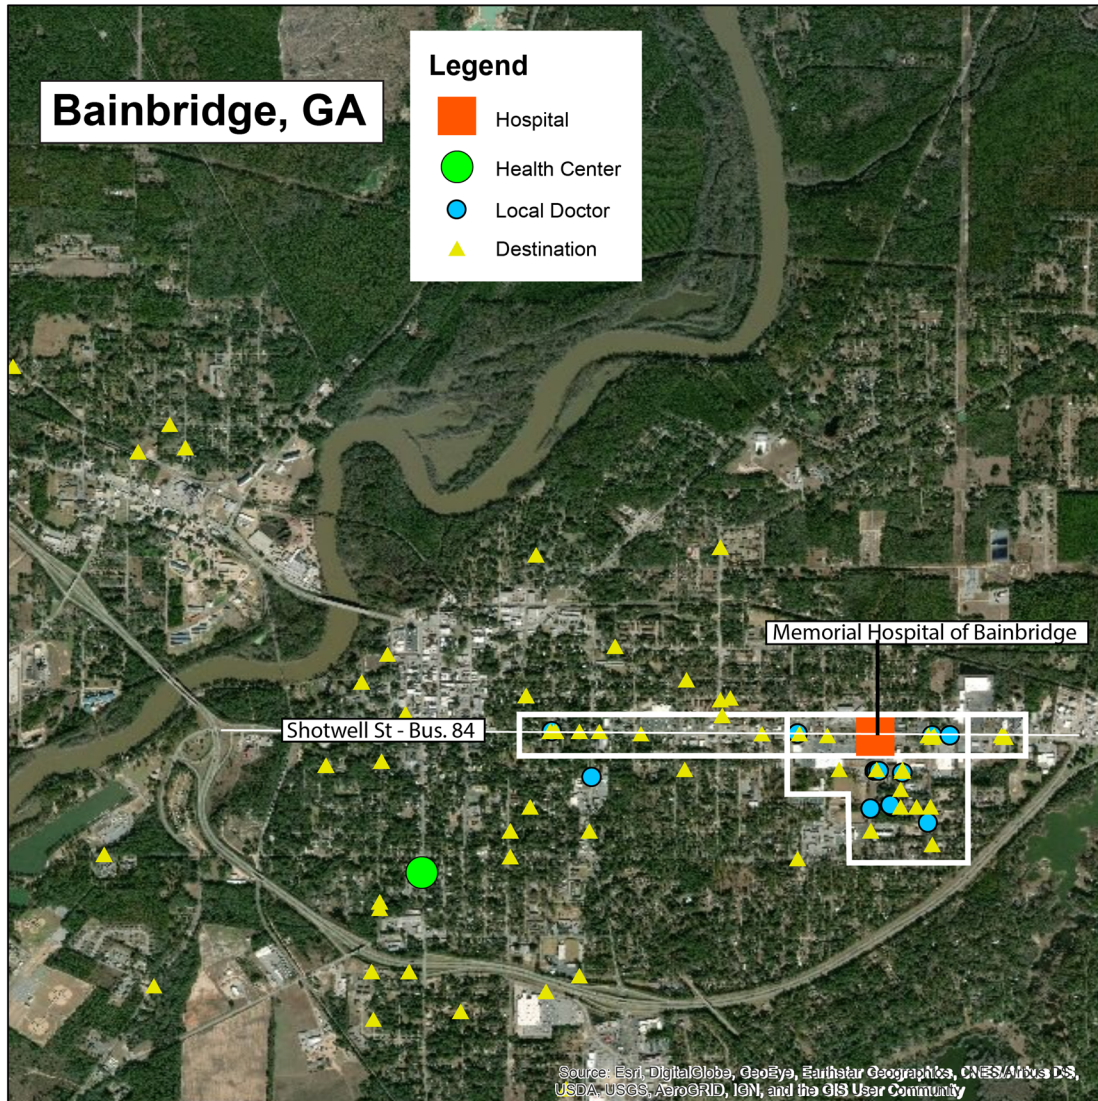 Bainbridge, GA
Legend
Hospital
Health Center
Local Doctor
Destination
Memorial Hospital of Bainbridge
Shotwell St - Bus. 84
Source: Esri, DigitalGlobe, GeoEye, Earthstar Geographics, CNES/Airbus DS,
USDA, USGS, AeroGRID, IGN, and the GIS User Community